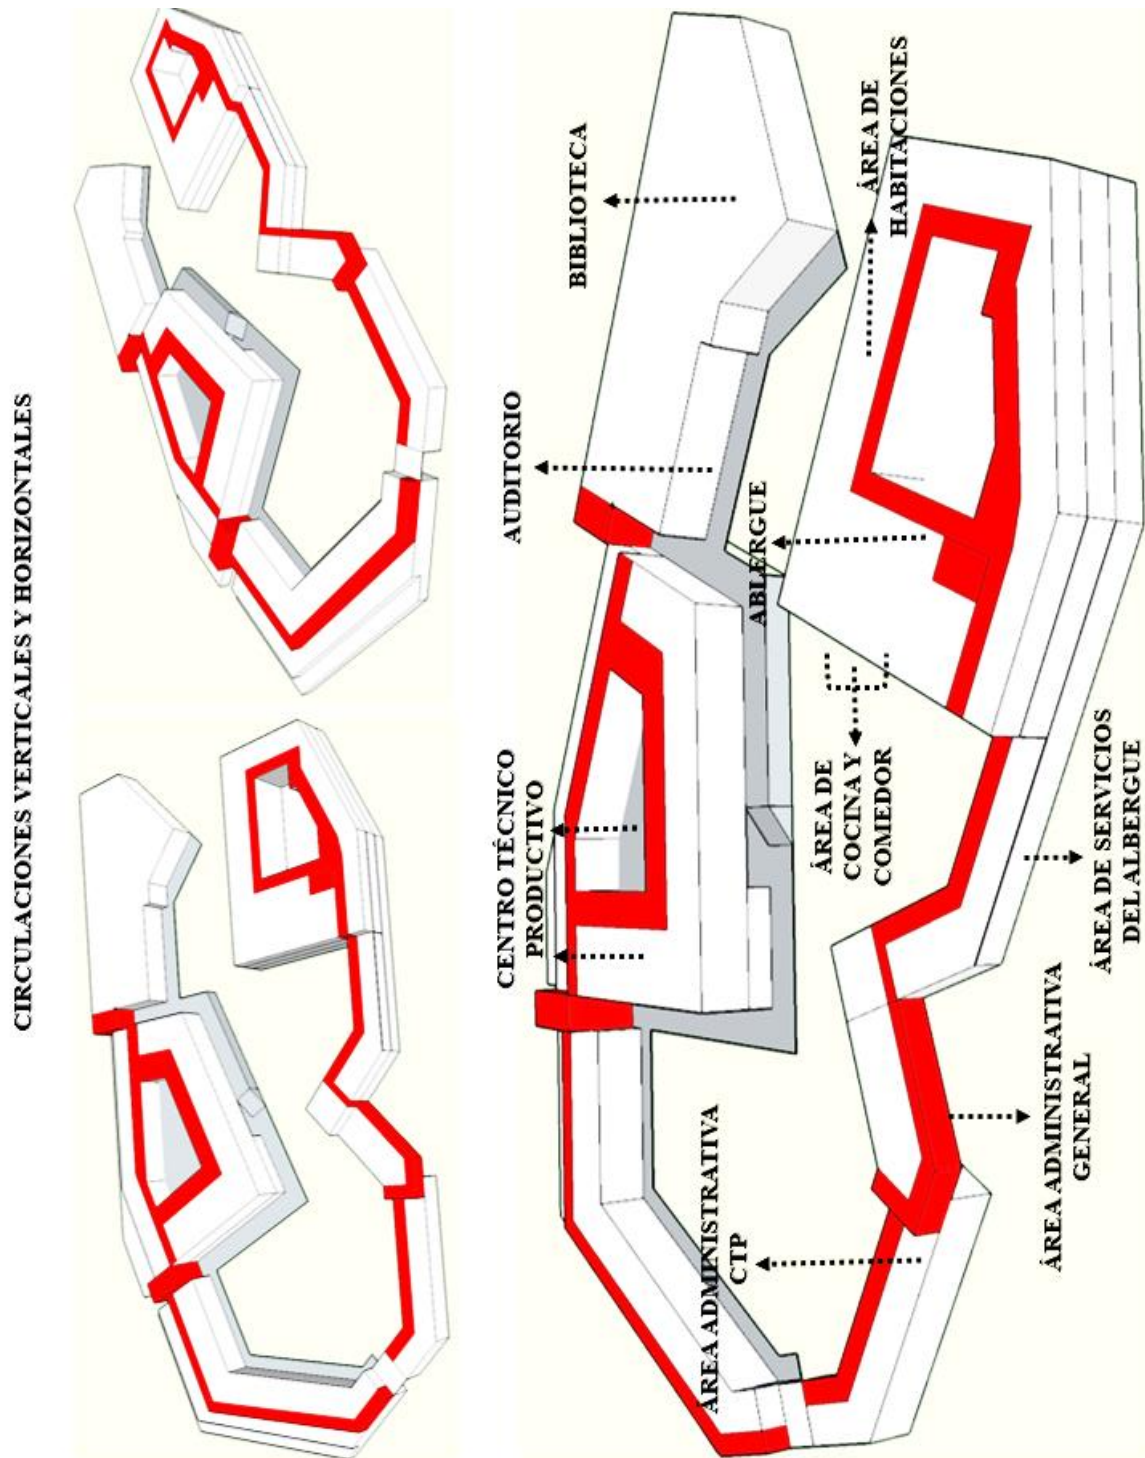 CIRCULACIONES VERTICALES Y HORIZONTALES
BIBLIOTECA
ÁREA DE
HABITACIONES
AUDITORIO
ABLERGUE
CENTRO TÉCNICO
PRODUCTIVO
ÁREA DE
COCINA Y
COMEDOR
ÁREA DE SERVICIOS
DEL ALBERGUE
ÁREA ADMINISTRATIVA
CTP
ÁREA ADMINISTRATIVA
GENERAL